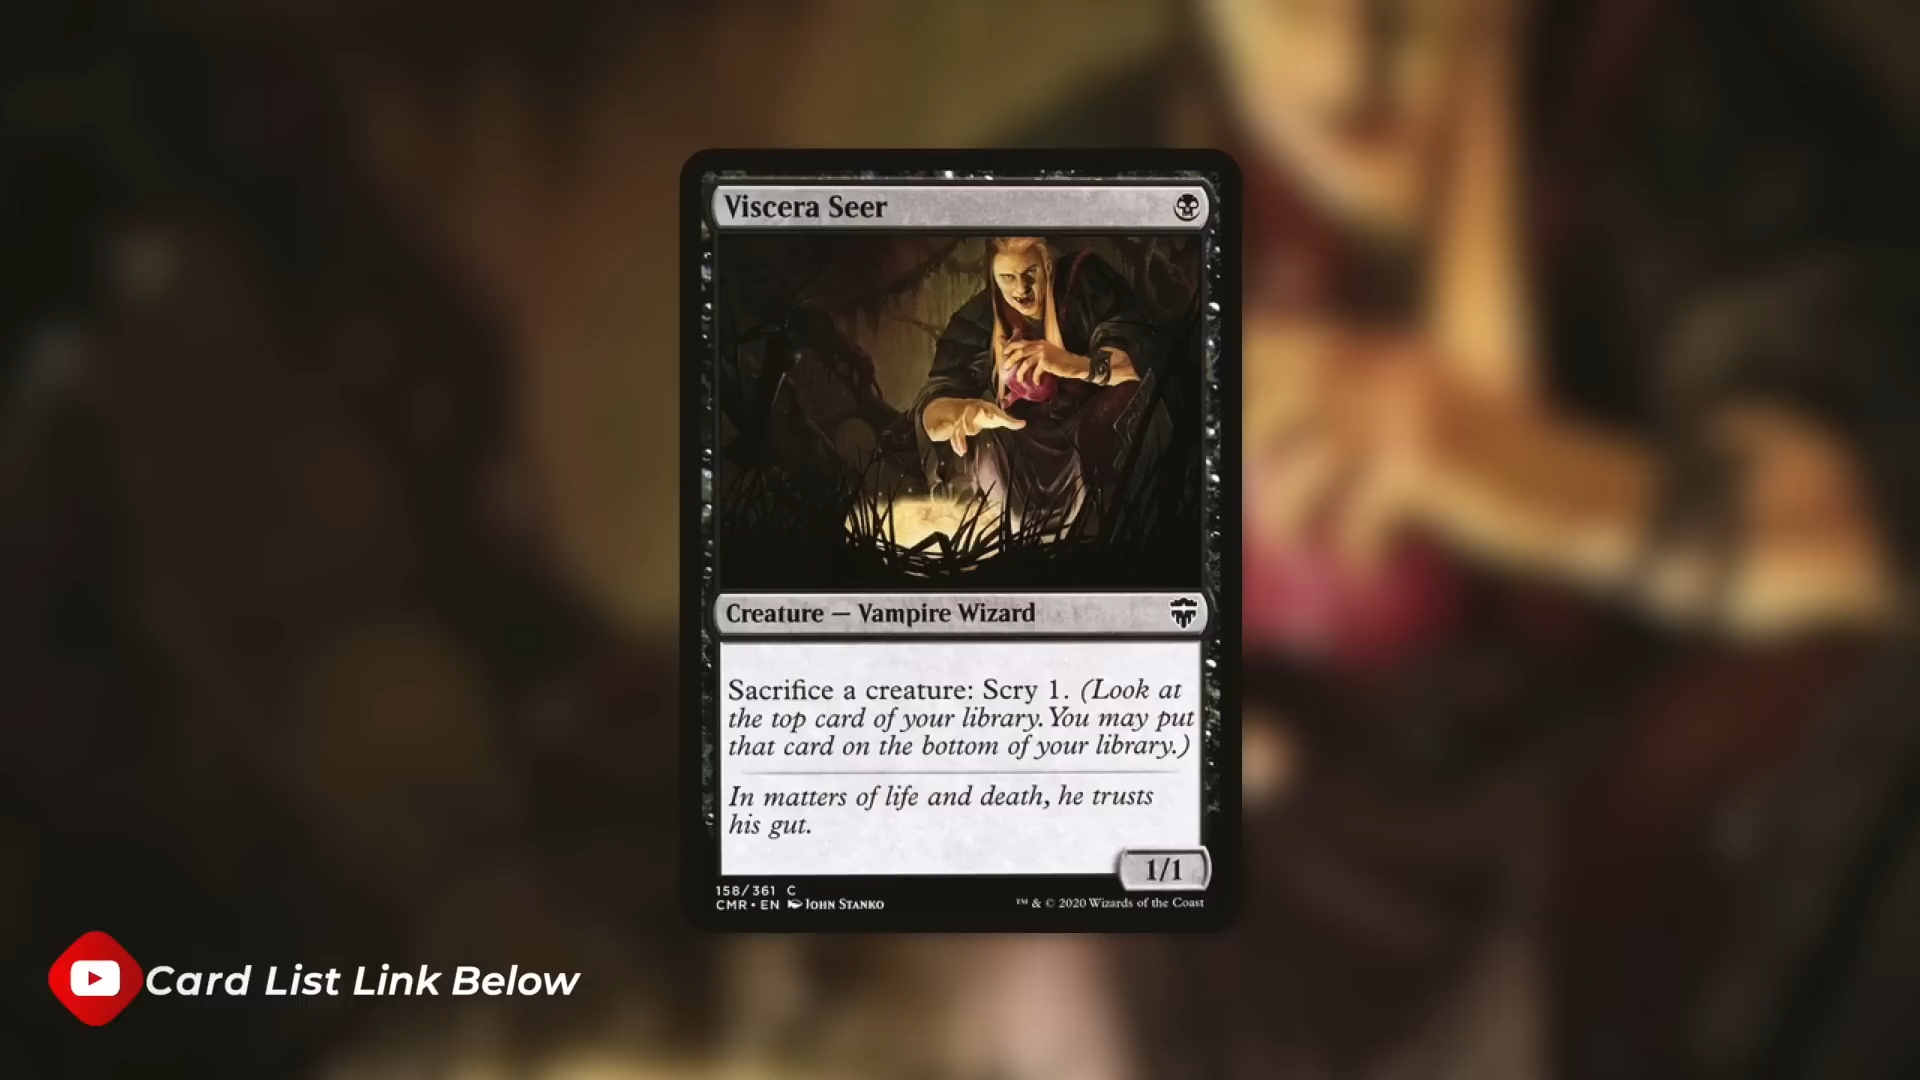 Viscera Seer
Creature — Vampire Wizard
Sacrifice a creature: Scry 1. (Look at
the top card of your library. You may put
that card on the bottom of your library.)
In matters of life and death, he trusts
his gut.
1/1
158/361 C
CMR • EN John Stanko
™ & © 2020 Wizards of the Coast
Card List Link Below